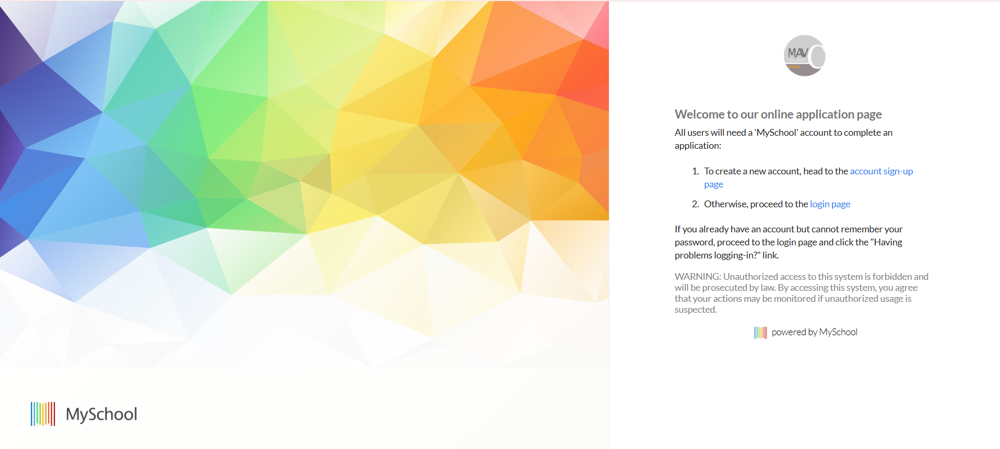 MAV
COLLEGE
Welcome to our online application page
All users will need a 'MySchool' account to complete an
application:
1. To create a new account, head to the account sign-up
page
2. Otherwise, proceed to the login page
If you already have an account but cannot remember your
password, proceed to the login page and click the "Having
problems logging-in?" link.
WARNING: Unauthorized access to this system is forbidden and
will be prosecuted by law. By accessing this system, you agree
that your actions may be monitored if unauthorized usage is
suspected.
powered by MySchool
MySchool